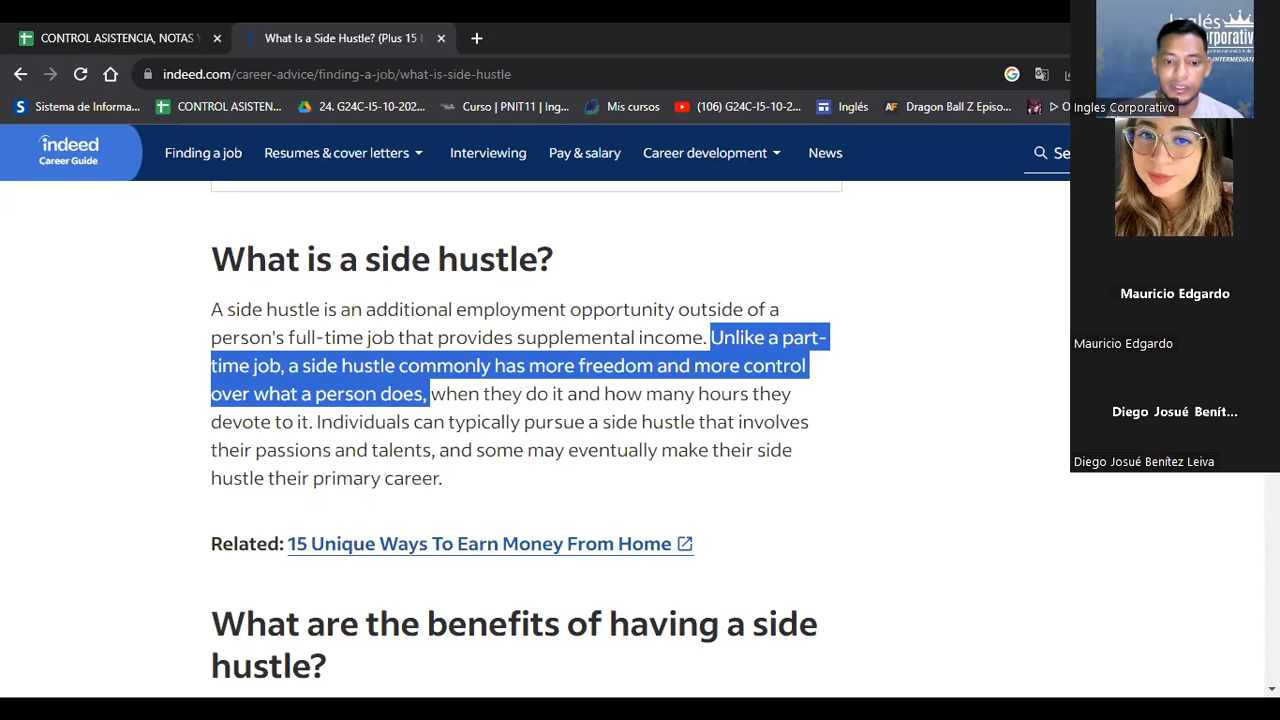 CONTROL ASISTENCIA, NOTAS Y
What Is a Side Hustle? (Plus 15 I
indeed.com/career-advice/finding-a-job/what-is-side-hustle
Sistema de Informa...
CONTROL ASISTEN...
24. G24C-I5-10-202...
Curso | PNIT11 | Ing...
Mis cursos
(106) G24C-I5-10-2...
Inglés
Dragon Ball Z Episo...
indeed
Career Guide
Finding a job
Resumes & cover letters
Interviewing
Pay & salary
Career development
News
Se
What is a side hustle?
A side hustle is an additional employment opportunity outside of a
person's full-time job that provides supplemental income. Unlike a part-
time job, a side hustle commonly has more freedom and more control
over what a person does, when they do it and how many hours they
devote to it. Individuals can typically pursue a side hustle that involves
their passions and talents, and some may eventually make their side
hustle their primary career.
Related: 15 Unique Ways To Earn Money From Home
What are the benefits of having a side
hustle?
Inglés
Ingles Corporativo
Mauricio Edgardo
Mauricio Edgardo
Diego Josué Benít...
Diego Josué Benítez Leiva